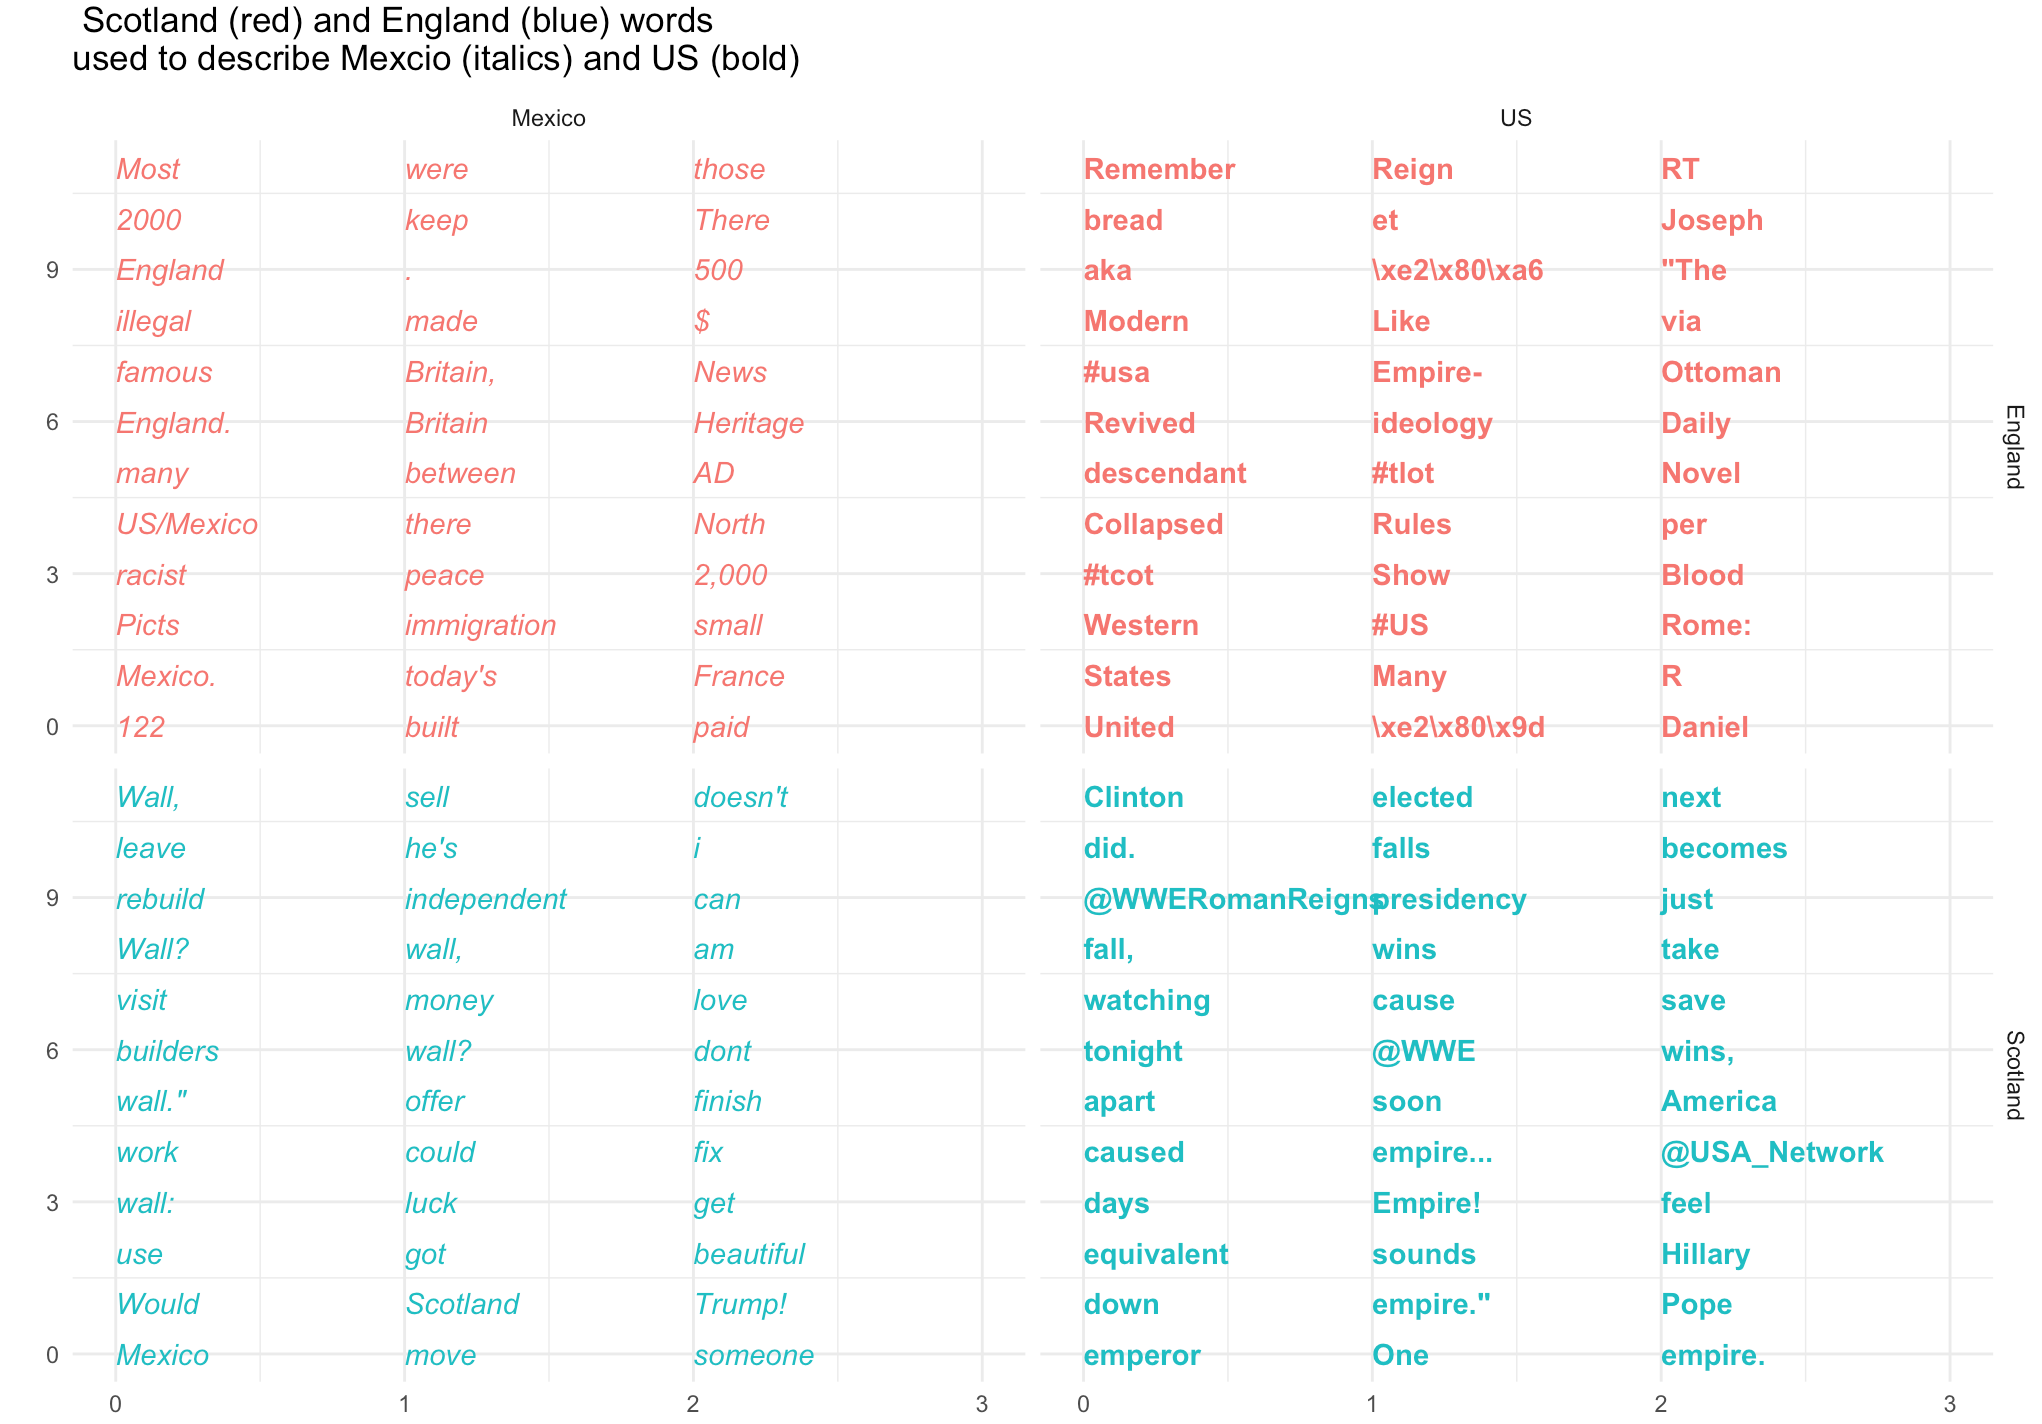 Scotland (red) and England (blue) words
used to describe Mexcio (italics) and US (bold)
Mexico US
Most were those Remember Reign RT
2000 keep There bread et Joseph
9 England . 500 aka \xe2\x80\xa6 "The
illegal made $ Modern Like via
famous Britain, News #usa Empire- Ottoman
6 England. Britain Heritage Revived ideology Daily
many between AD descendant #tlot Novel
US/Mexico there North Collapsed Rules per
3 racist peace 2,000 #tcot Show Blood
Picts immigration small Western #US Rome:
Mexico. today's France States Many R
0 122 built paid United \xe2\x80\x9d Daniel
England
Wall, sell doesn't Clinton elected next
leave he's i did. falls becomes
9 rebuild independent can @WWERomanReigns presidency just
Wall? wall, am fall, wins take
visit money love watching cause save
6 builders wall? dont tonight @WWE wins,
wall." offer finish apart soon America
work could fix caused empire... @USA_Network
3 wall: luck get days Empire! feel
use got beautiful equivalent sounds Hillary
Would Scotland Trump! down empire." Pope
0 Mexico move someone emperor One empire.
Scotland
0 1 2 3 0 1 2 3